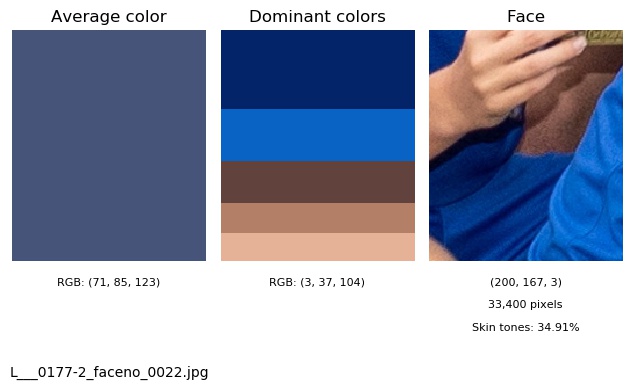 Average color
Dominant colors
Face
RGB: (71, 85, 123)
RGB: (3, 37, 104)
(200, 167, 3)
33,400 pixels
Skin tones: 34.91%
L___0177-2_faceno_0022.jpg